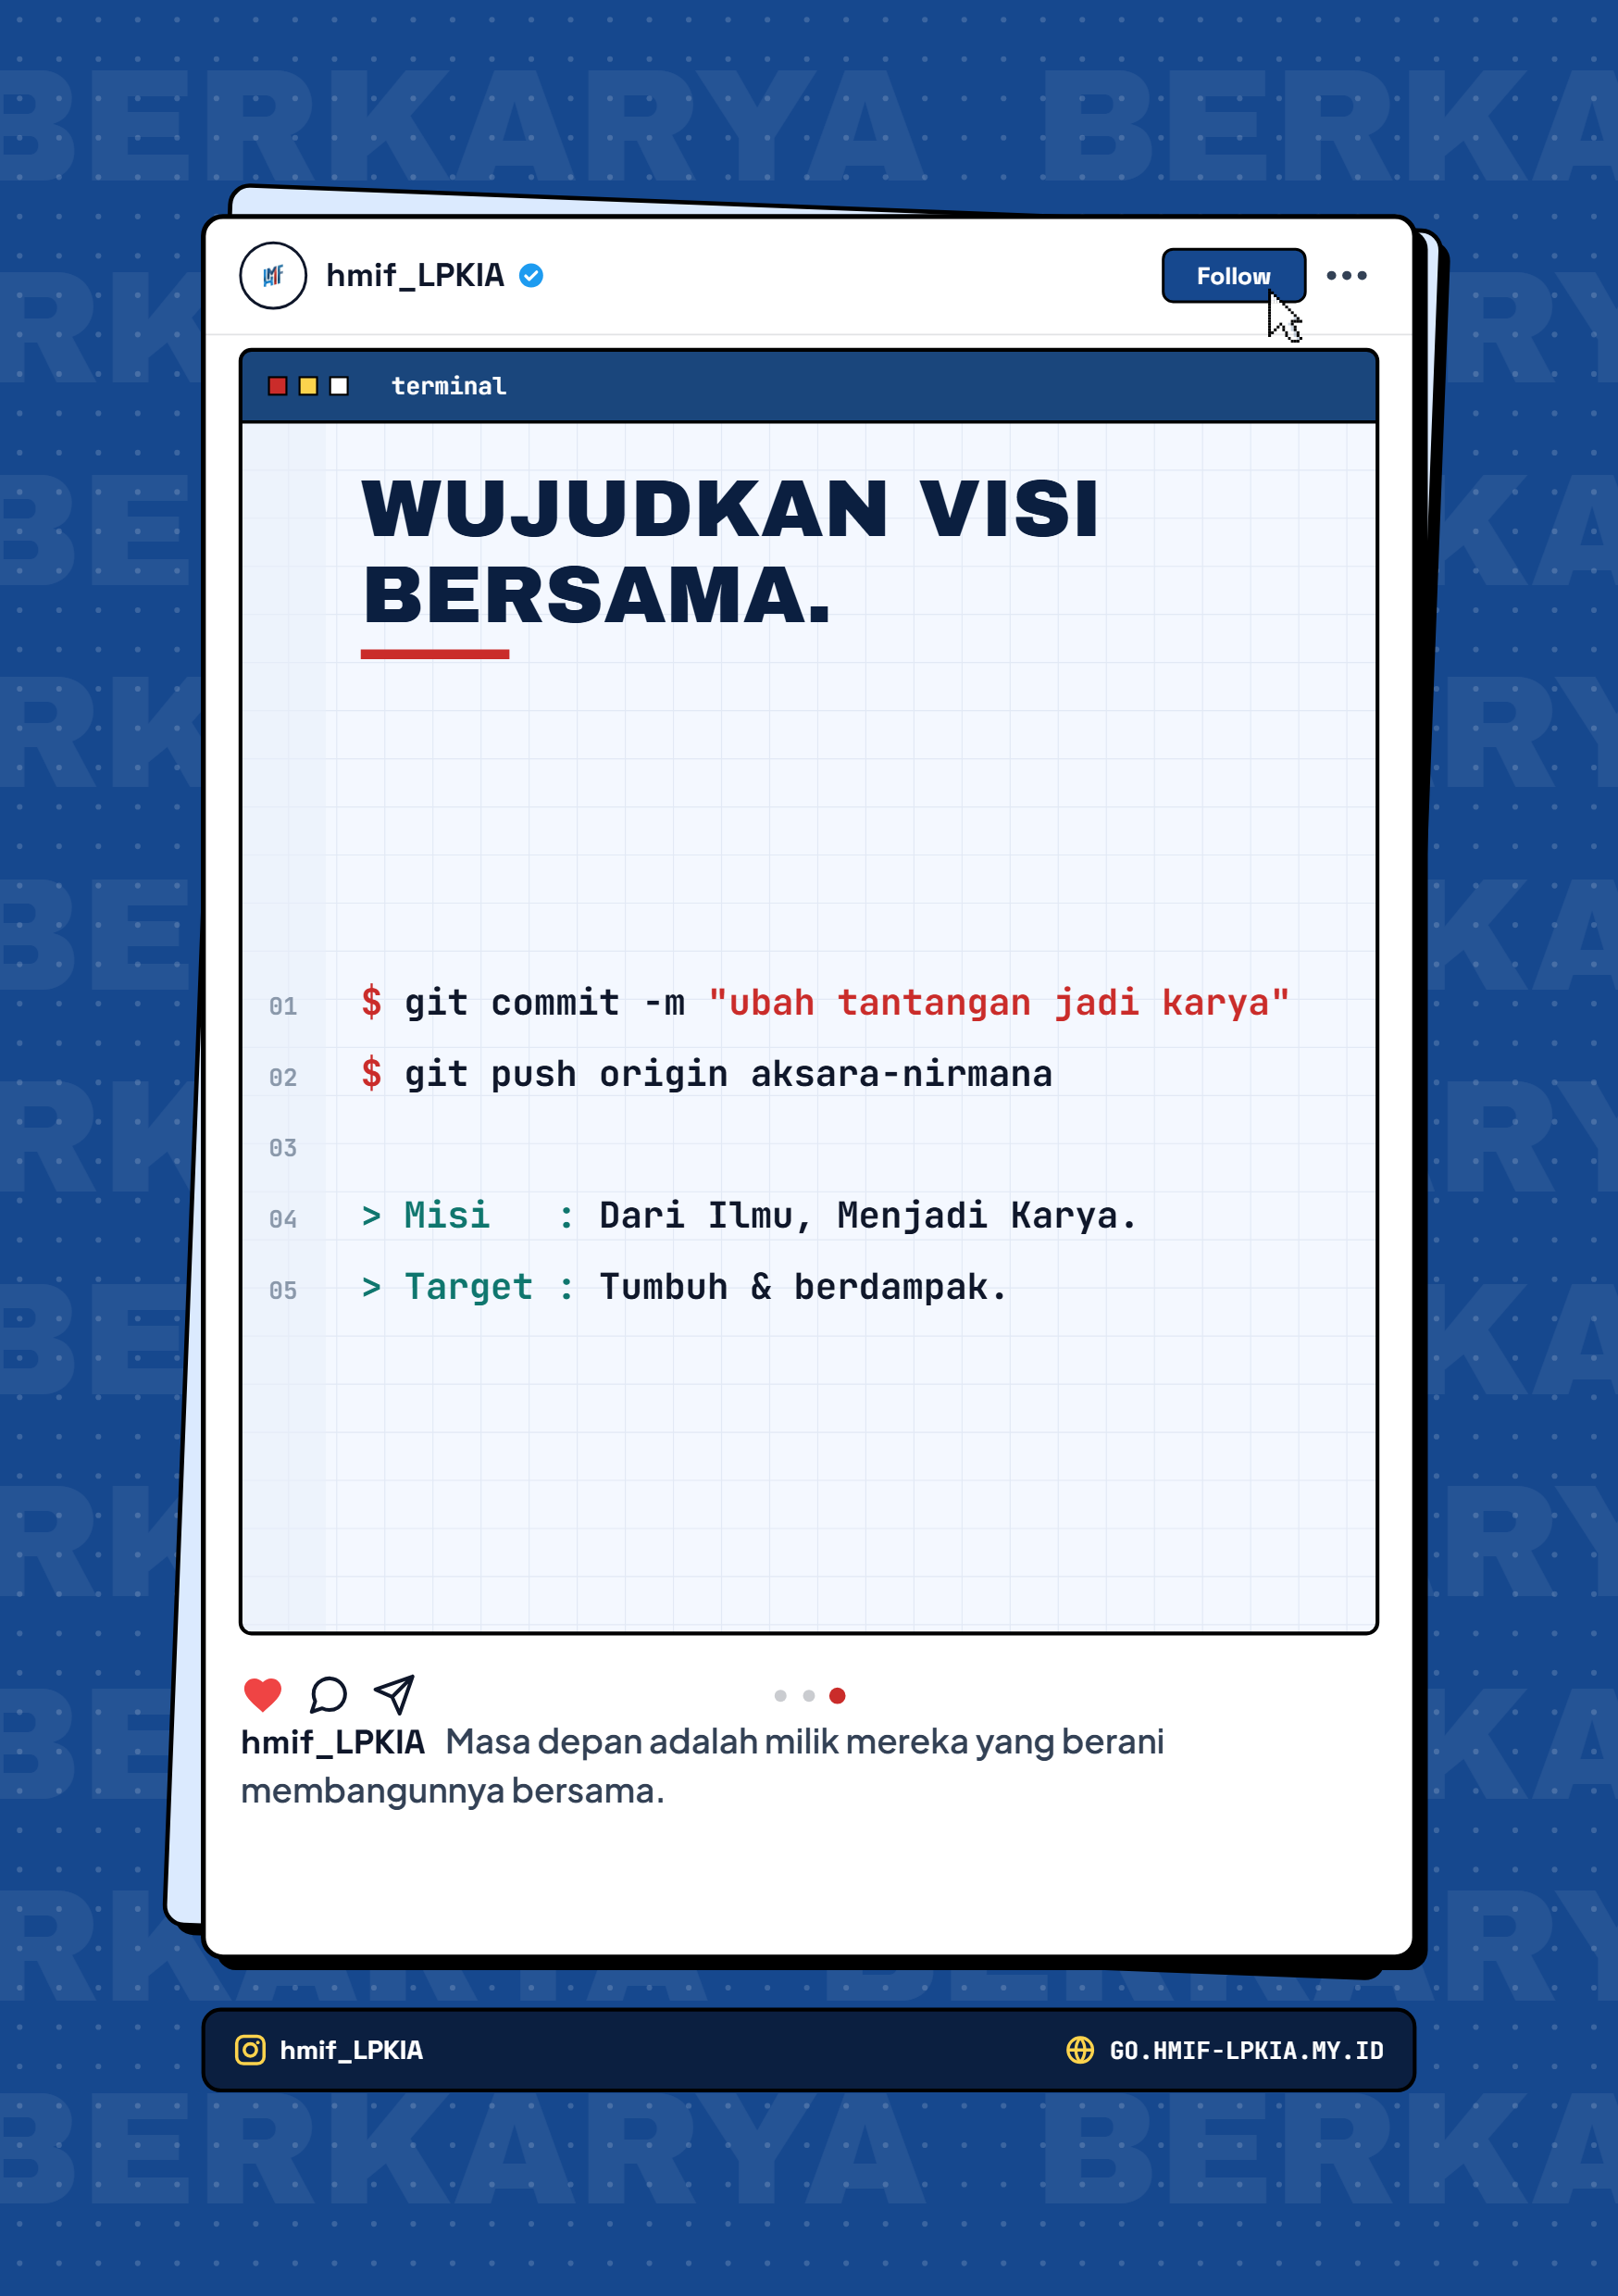 BERKARYA BERKA
hmif_LPKIA
Follow
terminal
WUJUDKAN VISI
BERSAMA.
01 $ git commit -m "ubah tantangan jadi karya"
02 $ git push origin aksara-nirmana
03
04 > Misi : Dari Ilmu, Menjadi Karya.
05 > Target : Tumbuh & berdampak.
hmif_LPKIA Masa depan adalah milik mereka yang berani
membangunnya bersama.
hmif_LPKIA
GO.HMIF-LPKIA.MY.ID
BERKARYA BERKA